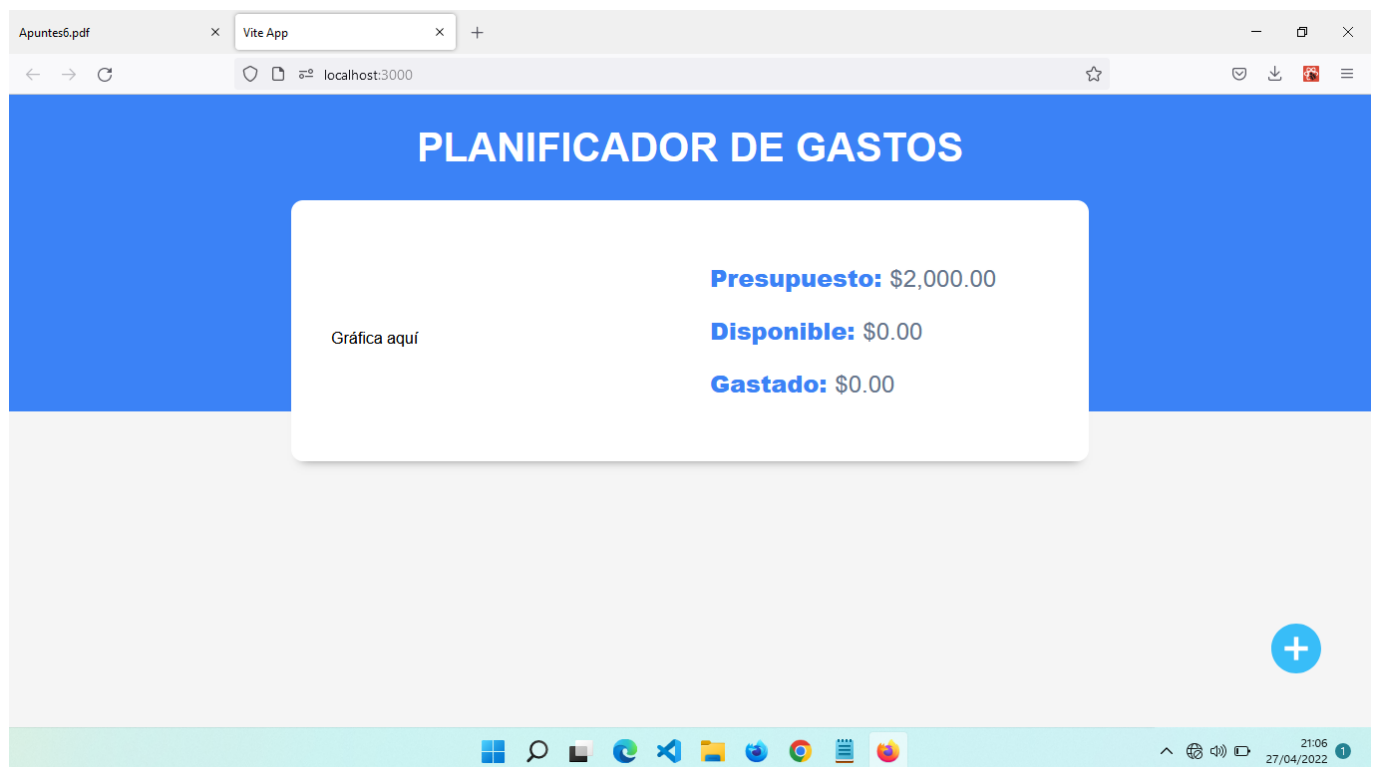 Apuntes6.pdf
Vite App
localhost:3000
PLANIFICADOR DE GASTOS
Gráfica aquí
Presupuesto: $2,000.00
Disponible: $0.00
Gastado: $0.00
21:06
27/04/2022
1